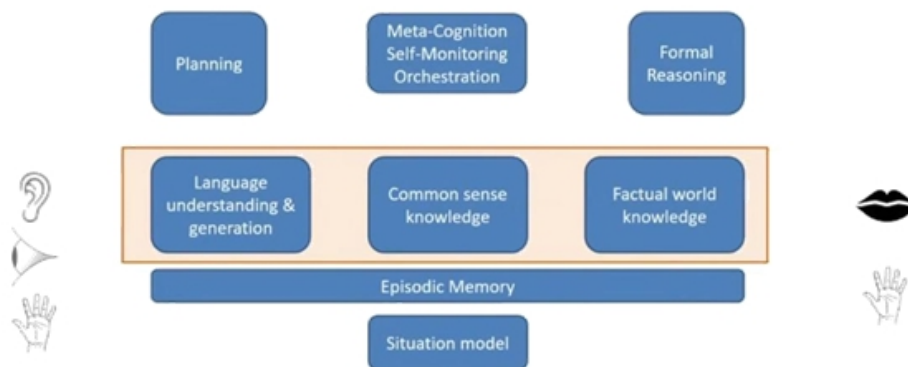 Planning
Meta-Cognition
Self-Monitoring
Orchestration
Formal
Reasoning
Language
understanding &
generation
Common sense
knowledge
Factual world
knowledge
Episodic Memory
Situation model